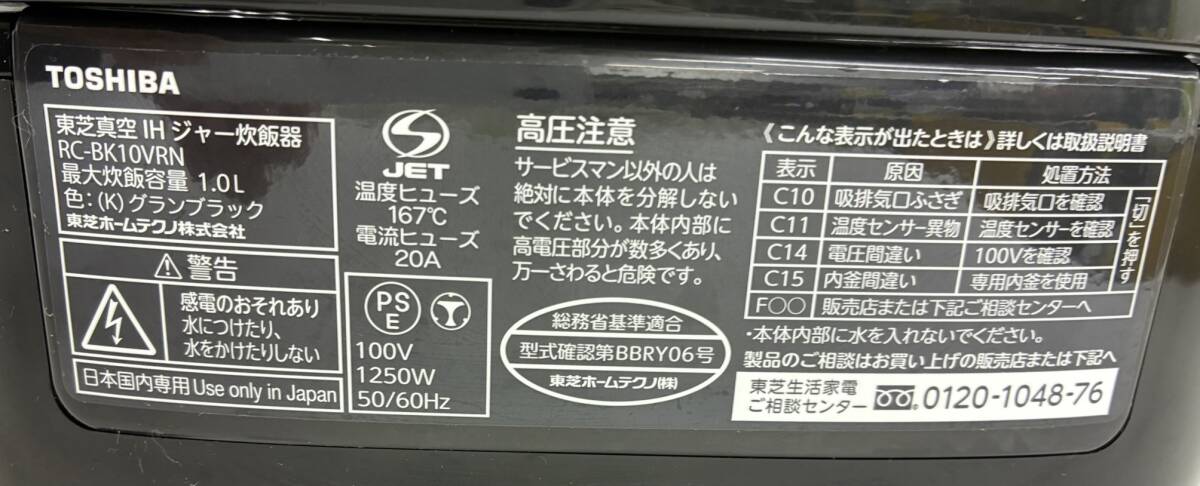 TOSHIBA
東芝真空 IH ジャー炊飯器
RC-BK10VRN
最大炊飯容量 1.0L
色：(K) グランブラック
東芝ホームテクノ株式会社
警告
感電のおそれあり
水につけたり、
水をかけたりしない
日本国内専用 Use only in Japan
JET
温度ヒューズ
167℃
電流ヒューズ
20A
PS
E
100V
1250W
50/60Hz
高圧注意
サービスマン以外の人は
絶対に本体を分解しない
でください。本体内部に
高電圧部分が数多くあり、
万一さわると危険です。
総務省基準適合
型式確認第BBRY06号
東芝ホームテクノ(株)
《こんな表示が出たときは》詳しくは取扱説明書
表示 原因 処置方法
C10 吸排気口ふさぎ 吸排気口を確認
C11 温度センサー異物 温度センサーを確認
C14 電圧間違い 100Vを確認
C15 内釜間違い 専用内釜を使用
「切」を押す
F○○ 販売店または下記ご相談センターへ
・本体内部に水を入れないでください。
製品のご相談はお買い上げの販売店または下記へ
東芝生活家電
ご相談センター 0120-1048-76